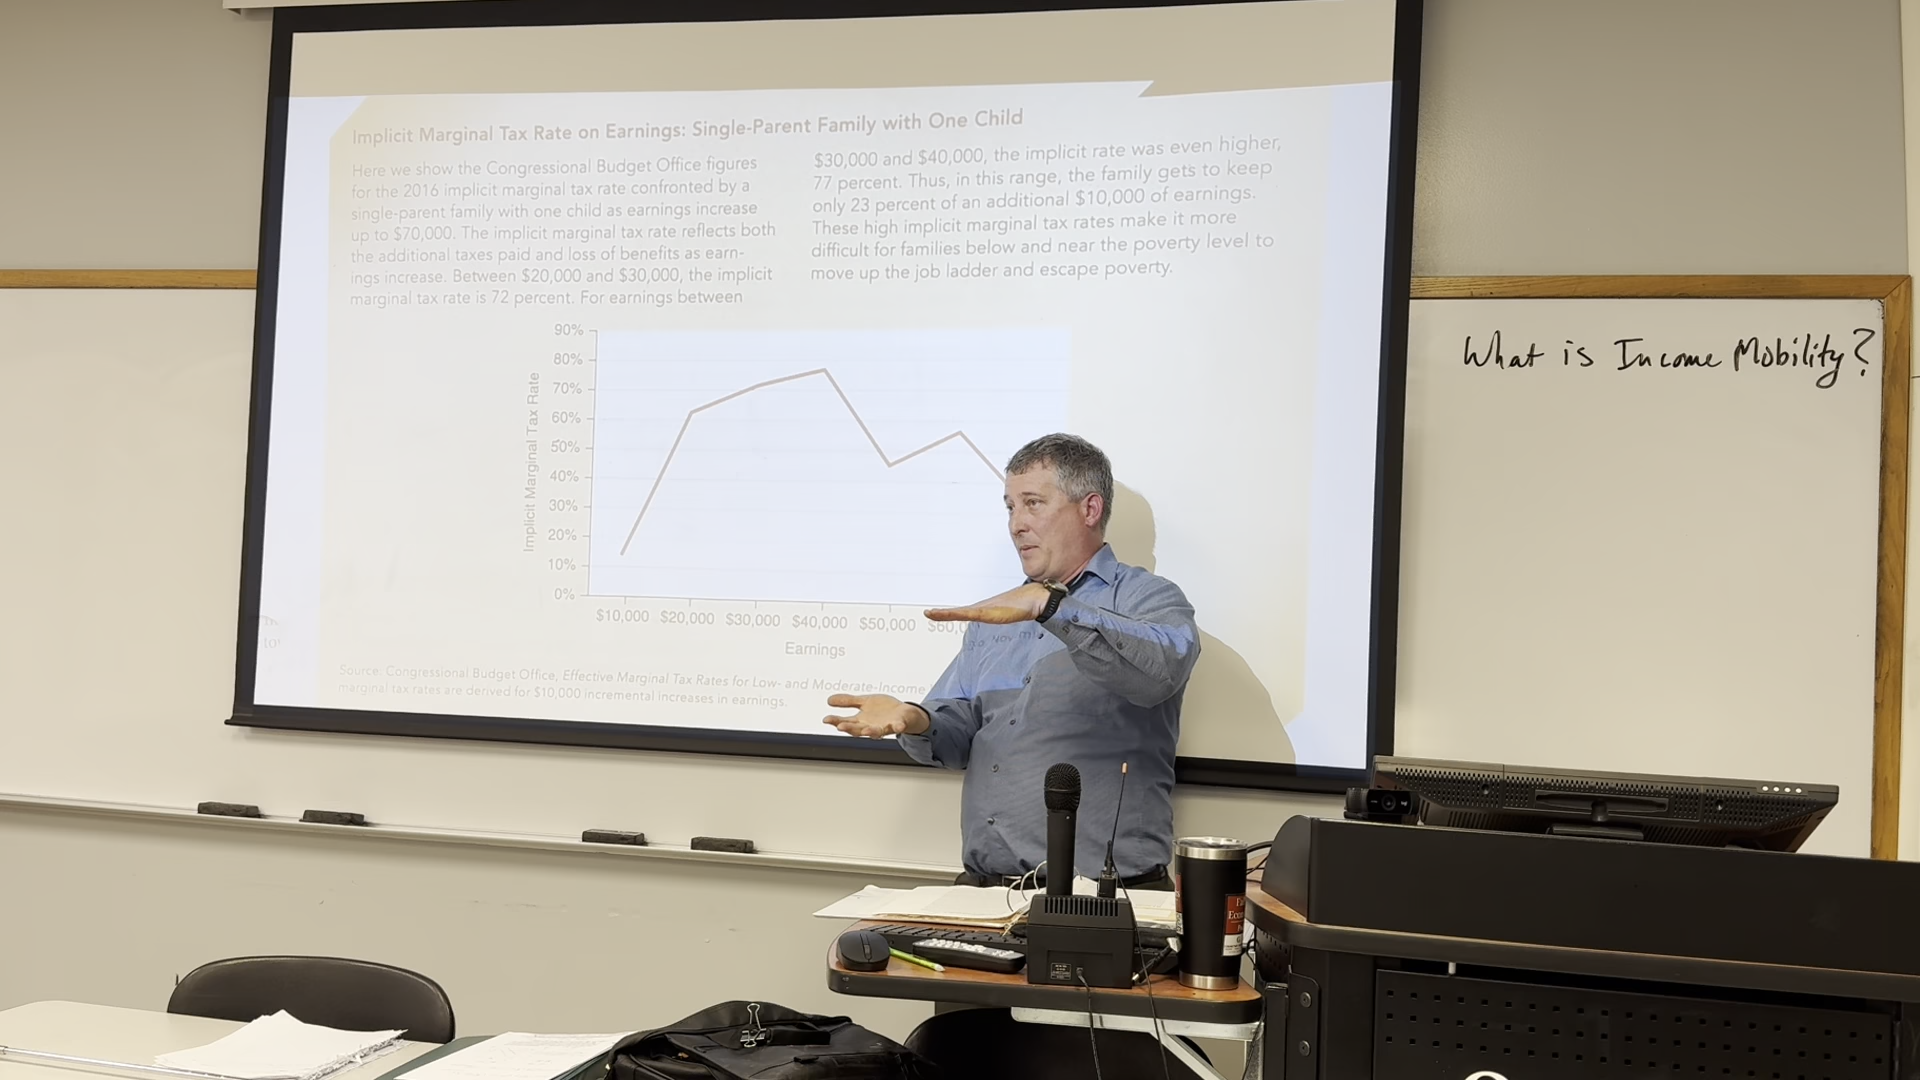 Implicit Marginal Tax Rate on Earnings: Single-Parent Family with One Child
Here we show the Congressional Budget Office figures
for the 2016 implicit marginal tax rate confronted by a
single-parent family with one child as earnings increase
up to $70,000. The implicit marginal tax rate reflects both
the additional taxes paid and loss of benefits as earn-
ings increase. Between $20,000 and $30,000, the implicit
marginal tax rate is 72 percent. For earnings between
$30,000 and $40,000, the implicit rate was even higher,
77 percent. Thus, in this range, the family gets to keep
only 23 percent of an additional $10,000 of earnings.
These high implicit marginal tax rates make it more
difficult for families below and near the poverty level to
move up the job ladder and escape poverty.
Implicit Marginal Tax Rate
90%
80%
70%
60%
50%
40%
30%
20%
10%
0%
$10,000 $20,000 $30,000 $40,000 $50,000
Earnings
Source: Congressional Budget Office, Effective Marginal Tax Rates for Low- and Moderate-Income
marginal tax rates are derived for $10,000 incremental increases in earnings.
What is Income Mobility?